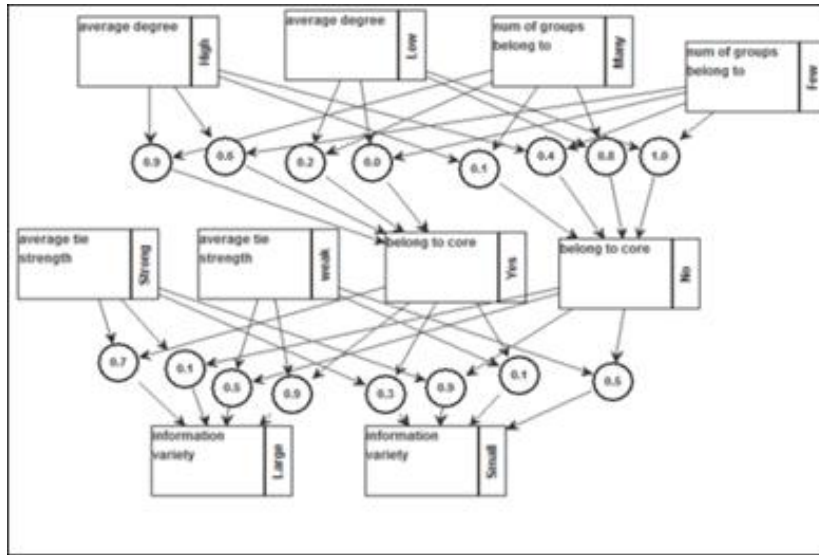 average degree
High
average degree
Low
num of groups
belong to
Many
num of groups
belong to
Few
0.9
0.6
0.2
0.0
0.1
0.4
0.8
1.0
average tie
strength
Strong
average tie
strength
weak
belong to core
Yes
belong to core
No
0.7
0.1
0.5
0.9
0.3
0.9
0.1
0.5
information
variety
Large
information
variety
Small